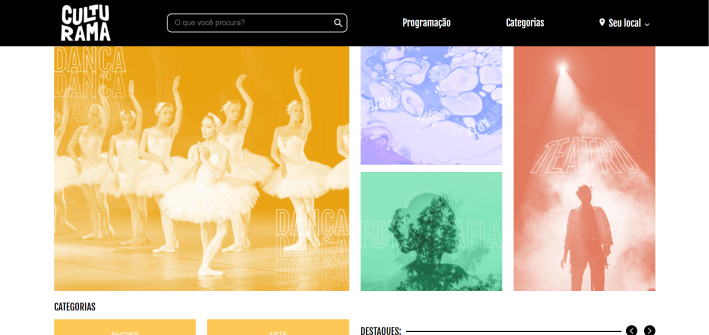 CULTU
RAMA
O que você procura?
Programação
Categorias
Seu local
DANÇA
DANÇA
DANÇA
TEATRO
DANÇA
DANÇA
DANÇA
DANÇA
FOTOGRAFIA
CATEGORIAS
SHOWS
ARTE
DESTAQUES: